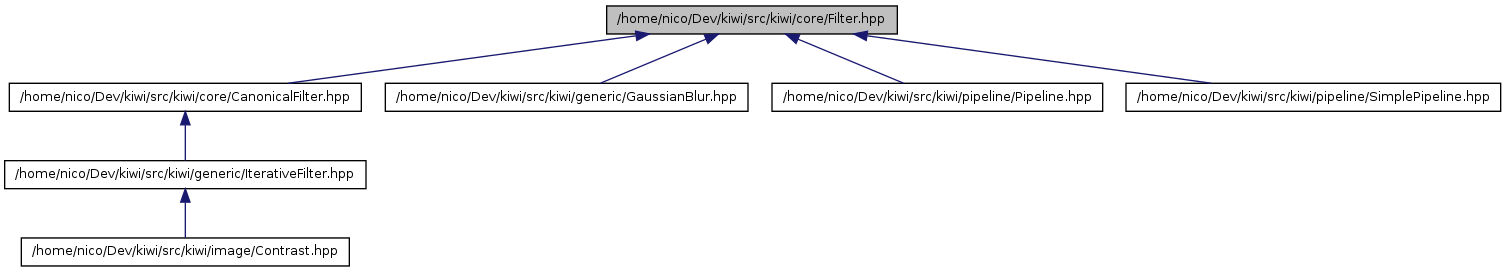 /home/nico/Dev/kiwi/src/kiwi/core/Filter.hpp
/home/nico/Dev/kiwi/src/kiwi/core/CanonicalFilter.hpp
/home/nico/Dev/kiwi/src/kiwi/generic/GaussianBlur.hpp
/home/nico/Dev/kiwi/src/kiwi/pipeline/Pipeline.hpp
/home/nico/Dev/kiwi/src/kiwi/pipeline/SimplePipeline.hpp
/home/nico/Dev/kiwi/src/kiwi/generic/IterativeFilter.hpp
/home/nico/Dev/kiwi/src/kiwi/image/Contrast.hpp